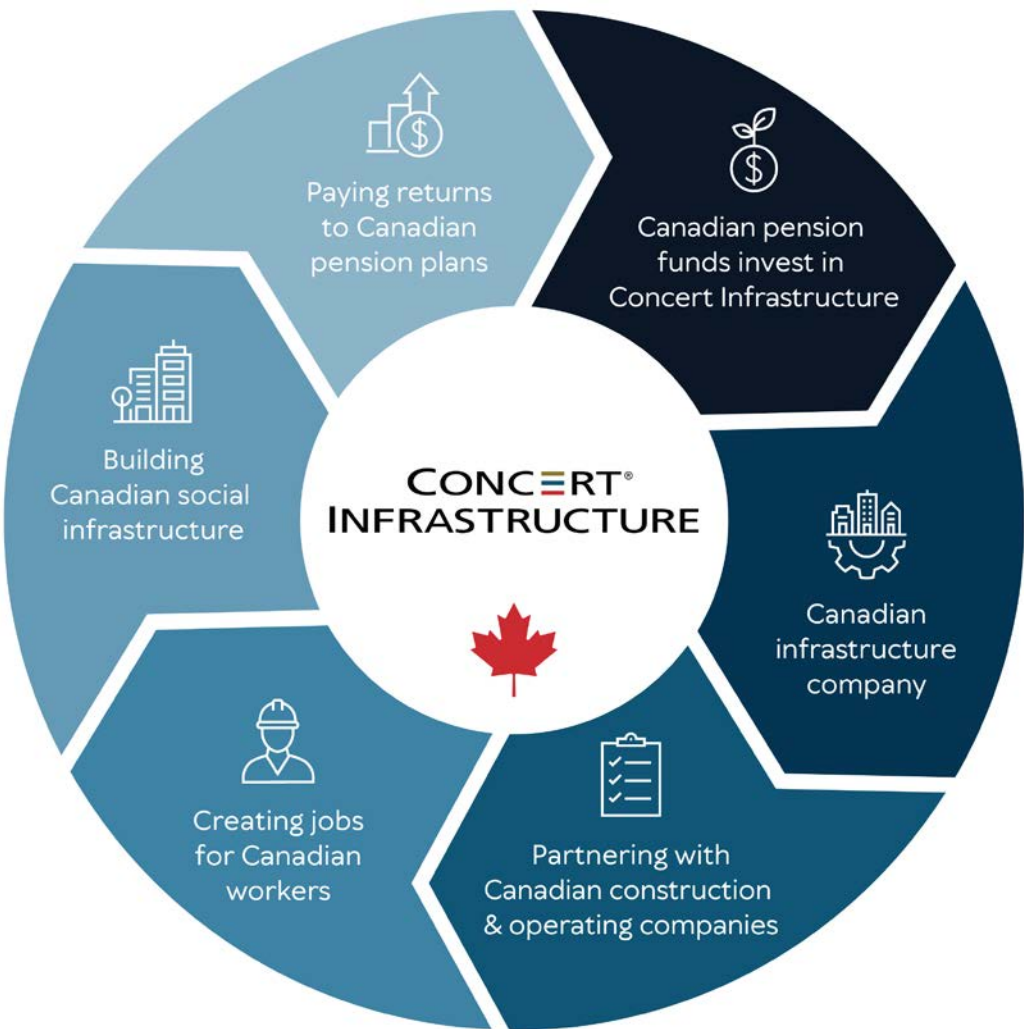 Canadian pension
funds invest in
Concert Infrastructure
Canadian
infrastructure
company
Partnering with
Canadian construction
& operating companies
Creating jobs
for Canadian
workers
Building
Canadian social
infrastructure
Paying returns
to Canadian
pension plans
CONCERT®
INFRASTRUCTURE